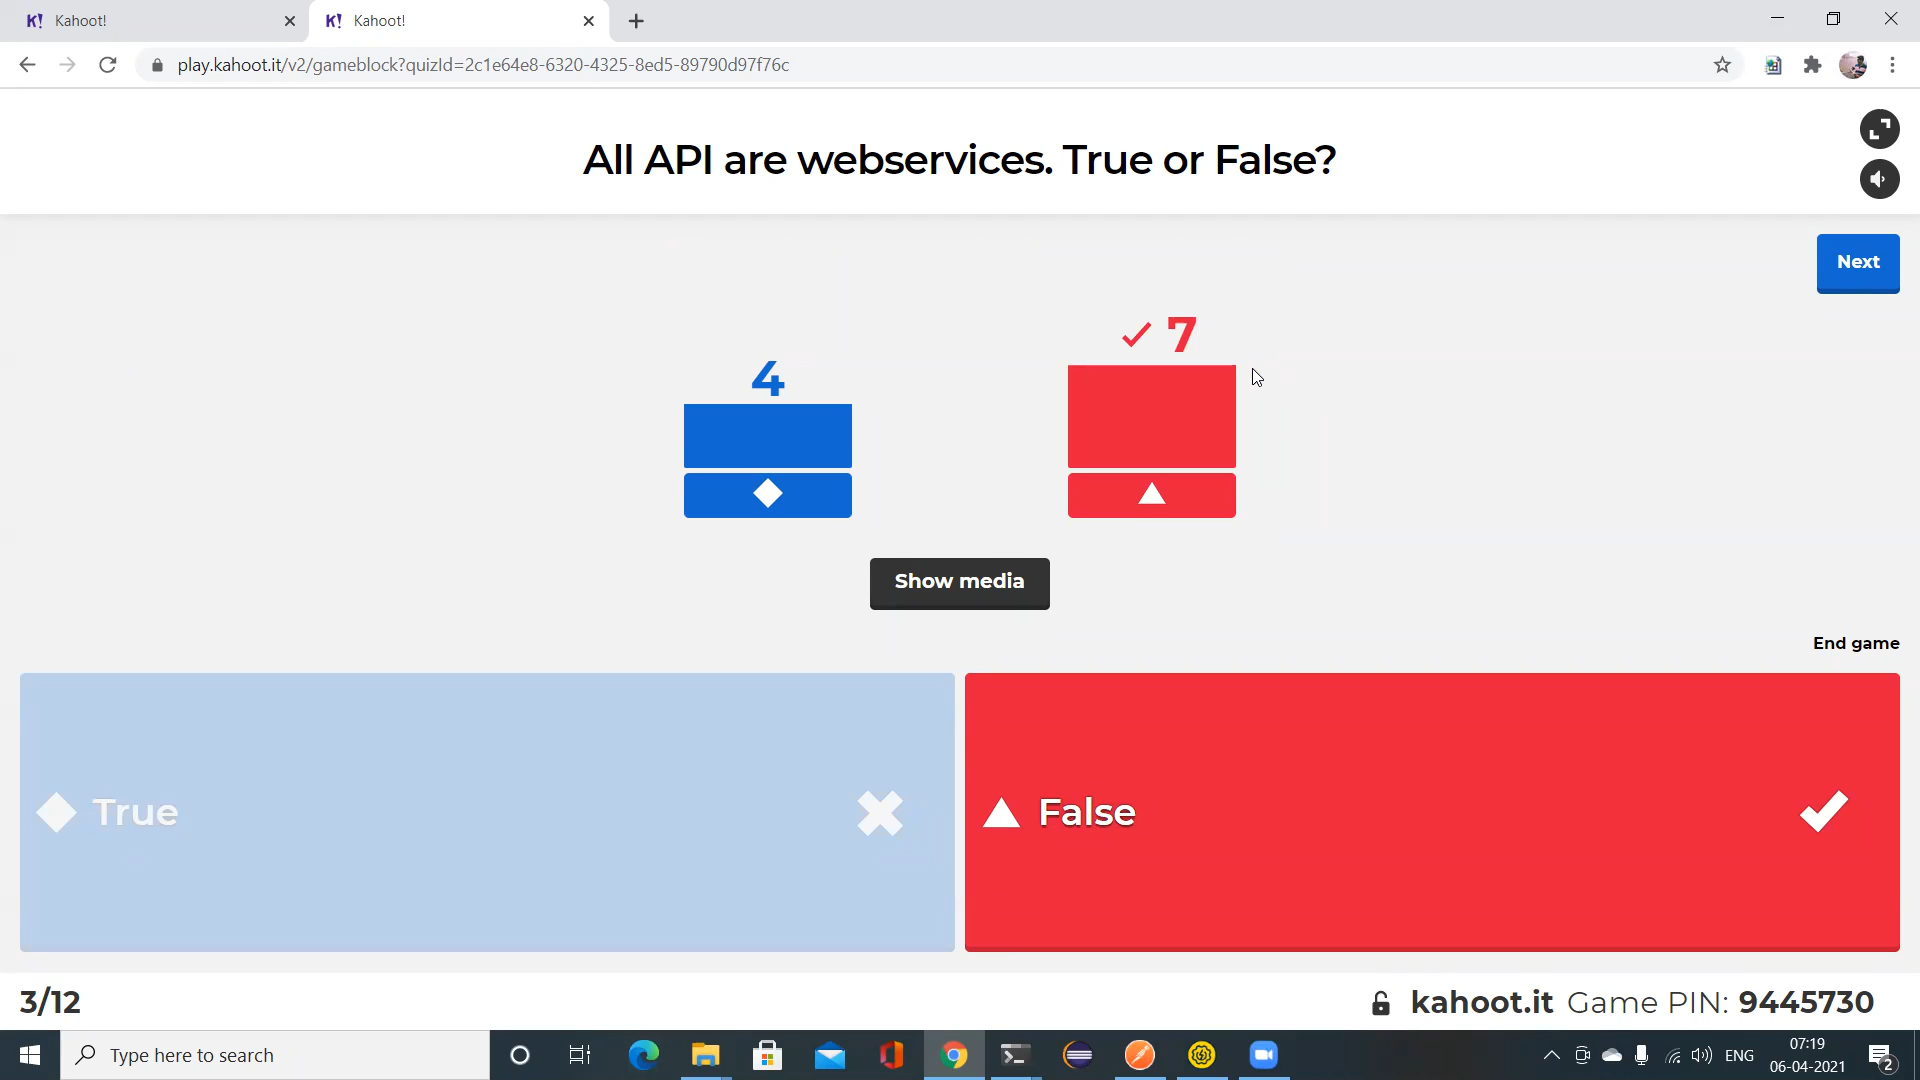 Kahoot!
Kahoot!
play.kahoot.it/v2/gameblock?quizId=2c1e64e8-6320-4325-8ed5-89790d97f76c
All API are webservices. True or False?
Next
4
7
Show media
End game
True
False
3/12
kahoot.it Game PIN: 9445730
Type here to search
ENG
07:19
06-04-2021
2